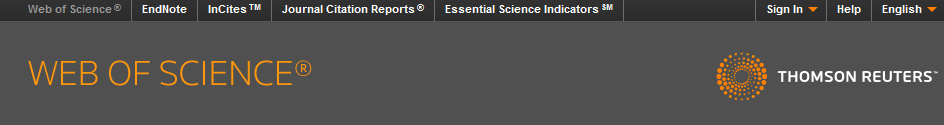 Web of Science® EndNote InCites™ Journal Citation Reports® Essential Science Indicators℠ Sign In Help English
WEB OF SCIENCE®
THOMSON REUTERS™